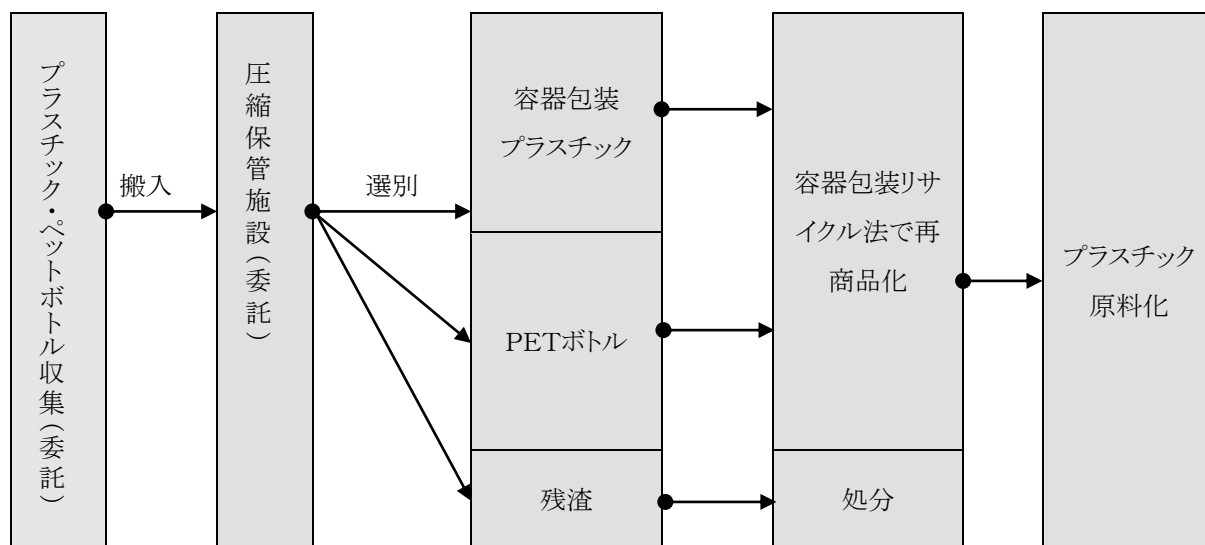 プラスチック・ペットボトル収集(委託)
搬入
圧縮保管施設(委託)
選別
容器包装
プラスチック
PETボトル
残渣
容器包装リサ
イクル法で再
商品化
処分
プラスチック
原料化